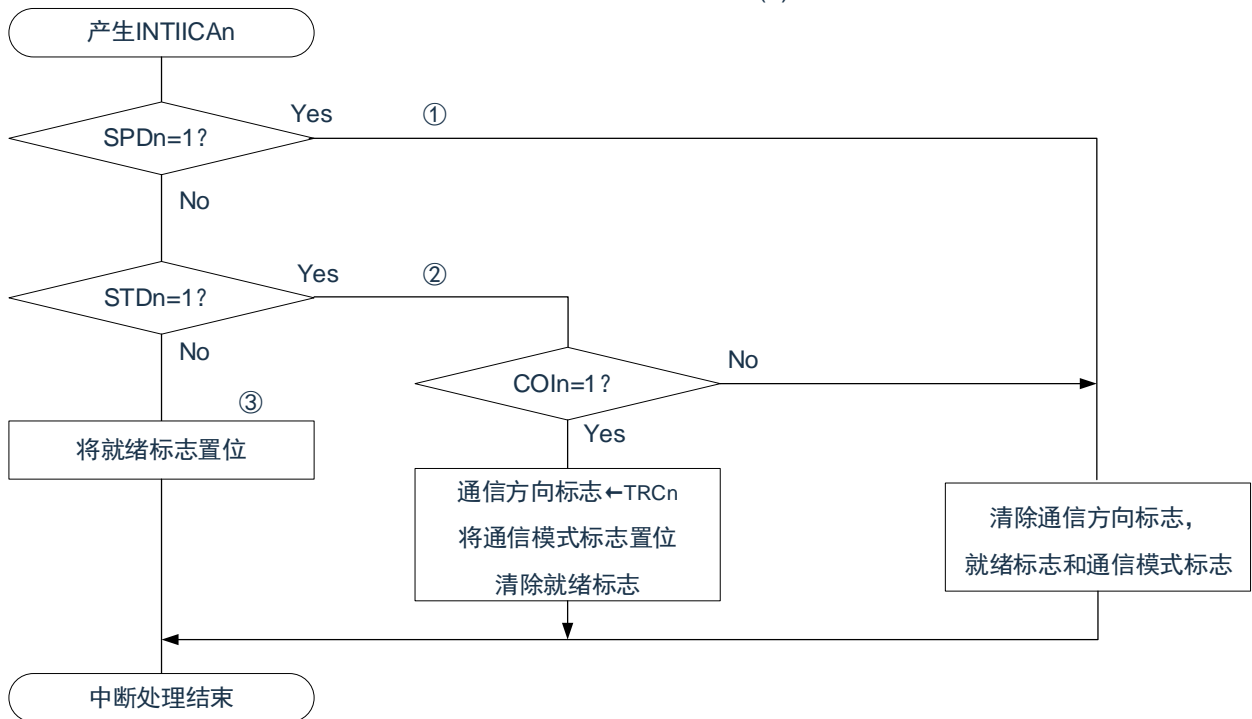 产生INTIICAn
Yes
①
SPDn=1?
No
Yes
②
STDn=1?
No
No
COIn=1?
③
Yes
将就绪标志置位
通信方向标志←TRCn
将通信模式标志置位
清除就绪标志
清除通信方向标志，
就绪标志和通信模式标志
中断处理结束